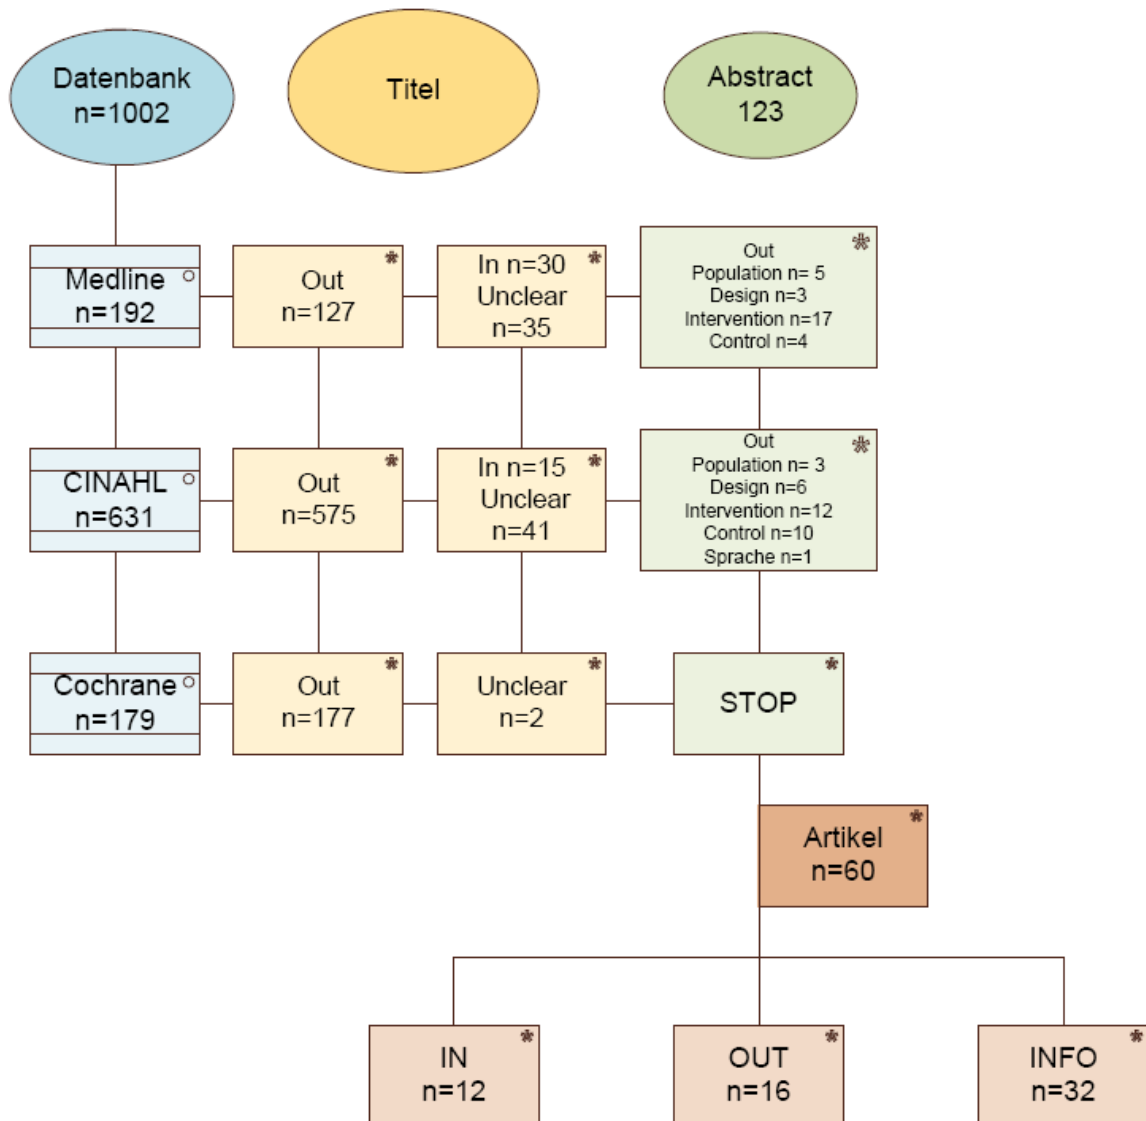 Datenbank
n=1002
Titel
Abstract
123
Medline
n=192
Out
n=127
In n=30
Unclear
n=35
Out
Population n= 5
Design n=3
Intervention n=17
Control n=4
CINAHL
n=631
Out
n=575
In n=15
Unclear
n=41
Out
Population n= 3
Design n=6
Intervention n=12
Control n=10
Sprache n=1
Cochrane
n=179
Out
n=177
Unclear
n=2
STOP
Artikel
n=60
IN
n=12
OUT
n=16
INFO
n=32